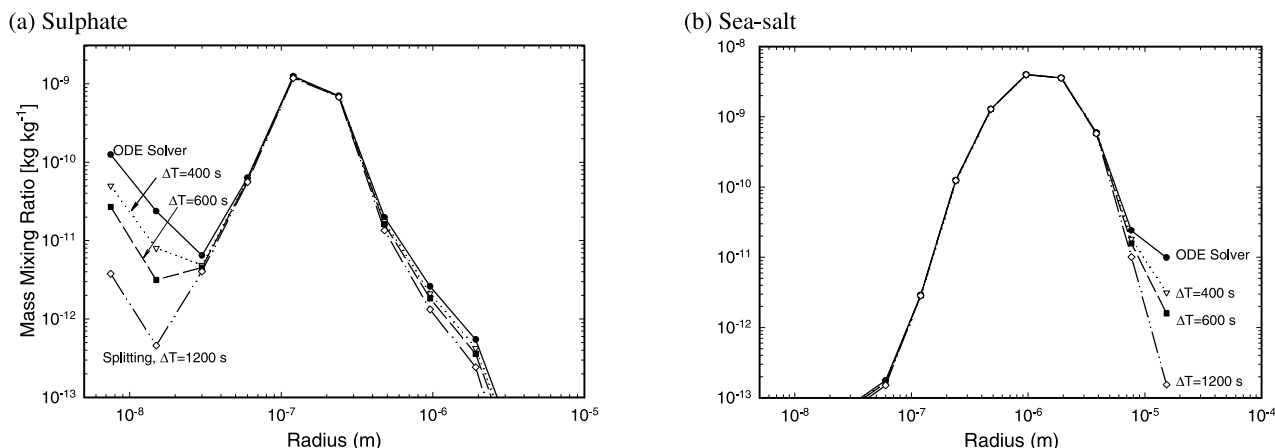 (a) Sulphate
10⁻⁹
10⁻¹⁰
10⁻¹¹
10⁻¹²
10⁻¹³
Mass Mixing Ratio [kg kg⁻¹]
ODE Solver
ΔT=400 s
ΔT=600 s
Splitting, ΔT=1200 s
10⁻⁸
10⁻⁷
10⁻⁶
10⁻⁵
Radius (m)
(b) Sea-salt
10⁻⁸
10⁻⁹
10⁻¹⁰
10⁻¹¹
10⁻¹²
10⁻¹³
ODE Solver
ΔT=400 s
ΔT=600 s
ΔT=1200 s
10⁻⁸
10⁻⁷
10⁻⁶
10⁻⁵
10⁻⁴
Radius (m)